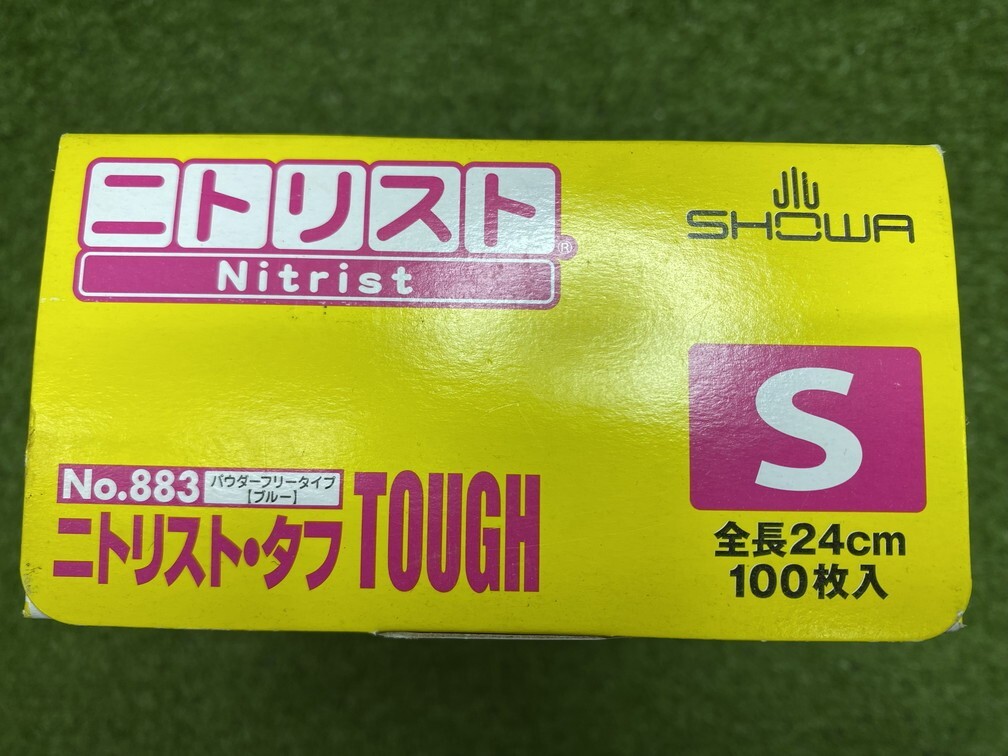 ニトリスト®
Nitrist
SHOWA
S
No.883
パウダーフリータイプ
【ブルー】
ニトリスト・タフ TOUGH
全長24cm
100枚入